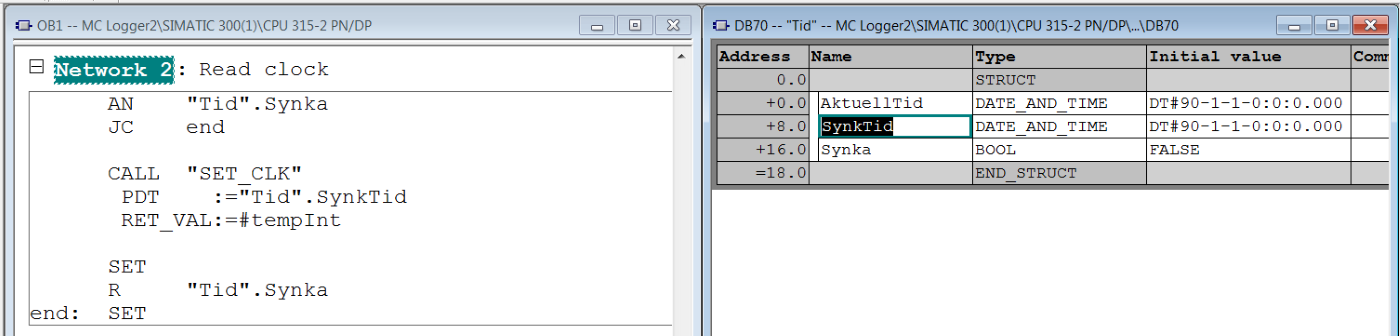 OB1 -- MC Logger2\SIMATIC 300(1)\CPU 315-2 PN/DP
Network 2: Read clock
AN "Tid".Synka
JC end
CALL "SET_CLK"
PDT :="Tid".SynkTid
RET_VAL:=#tempInt
SET
R "Tid".Synka
end: SET
DB70 -- "Tid" -- MC Logger2\SIMATIC 300(1)\CPU 315-2 PN/DP\...\DB70
Address Name Type Initial value Com
0.0 STRUCT
+0.0 AktuellTid DATE_AND_TIME DT#90-1-1-0:0:0.000
+8.0 SynkTid DATE_AND_TIME DT#90-1-1-0:0:0.000
+16.0 Synka BOOL FALSE
=18.0 END_STRUCT